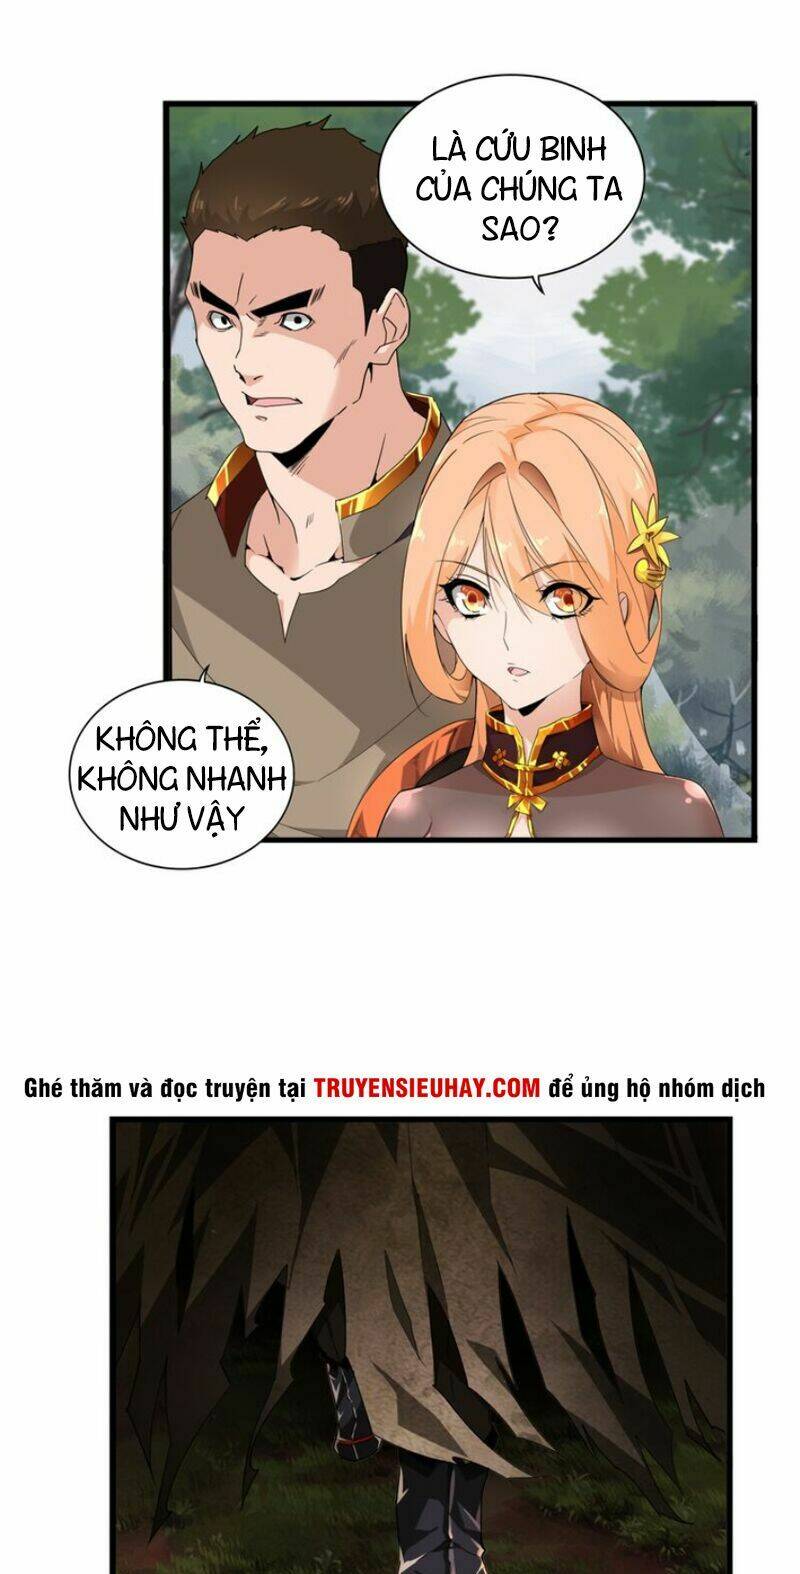 LÀ CỨU BINH
CỦA CHÚNG TA
SAO?
KHÔNG THỂ,
KHÔNG NHANH
NHƯ VẬY
Ghé thăm và đọc truyện tại TRUYENSIEUHAY.COM để ủng hộ nhóm dịch